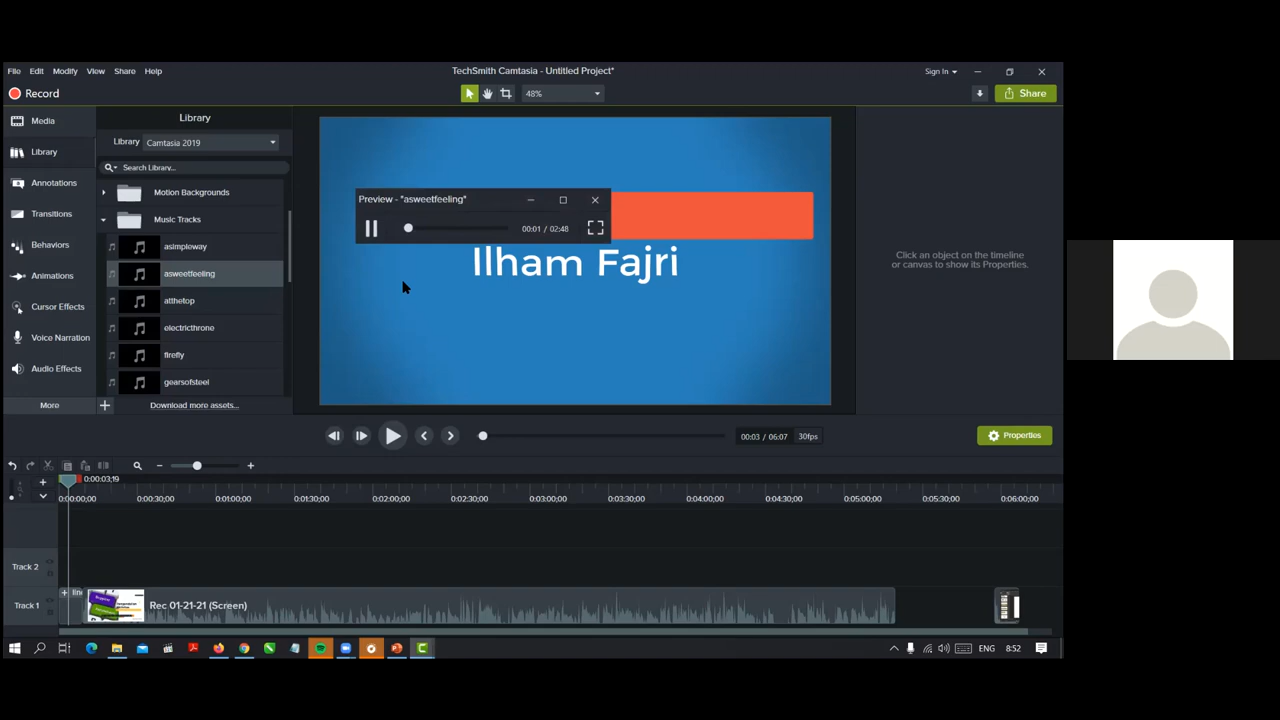 File Edit Modify View Share Help
TechSmith Camtasia - Untitled Project*
Sign In
Record
48%
Share
Media
Library
Annotations
Transitions
Behaviors
Animations
Cursor Effects
Voice Narration
Audio Effects
More
Library
Library Camtasia 2019
Search Library...
Motion Backgrounds
Music Tracks
asimpleway
asweetfeeling
atthetop
electricthrone
firefly
gearsofsteel
Download more assets...
Preview - "asweetfeeling"
00:01 / 02:48
Ilham Fajri
Click an object on the timeline
or canvas to show its Properties.
00:03 / 06:07 30fps
Properties
0:00:03;19
0:00:00;00 0:00:30;00 0:01:00;00 0:01:30;00 0:02:00;00 0:02:30;00 0:03:00;00 0:03:30;00 0:04:00;00 0:04:30;00 0:05:00;00 0:05:30;00 0:06:00;00
Track 2
Track 1
Rec 01-21-21 (Screen)
ENG 8:52